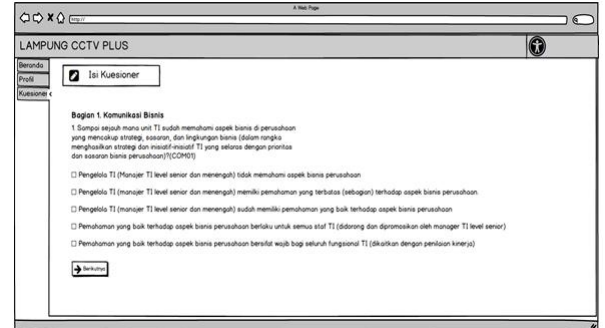 A Web Page
http://
LAMPUNG CCTV PLUS
Beranda
Profil
Kuesioner
Isi Kuesioner
Bagian 1. Komunikasi Bisnis
1. Sampai sejauh mana unit TI sudah memahami aspek bisnis di perusahaan
yang mencakup strategi, sasaran, dan lingkungan bisnis (dalam rangka
menghasilkan strategi dan inisiatif-inisiatif TI yang selaras dengan prioritas
dan sasaran bisnis perusahaan)?(COM01)
Pengelola TI (Manajer TI level senior dan menengah) tidak memahami aspek bisnis perusahaan
Pengelola TI (manajer TI level senior dan menengah) memilki pemahaman yang terbatas (sebagian) terhadap aspek bisnis perusahaan
Pengelola TI (manajer TI level senior dan menengah) sudah memiliki pemahaman yang baik terhadap aspek bisnis perusahaan
Pemahaman yang baik terhadap aspek bisnis perusahaan berlaku untuk semua staf TI (didorong dan dipromosikan oleh manager TI level senior)
Pemahaman yang baik terhadap aspek bisnis perusahaan bersifat wajib bagi seluruh fungsional TI (dikaitkan dengan penilaian kinerja)
Berikutnya